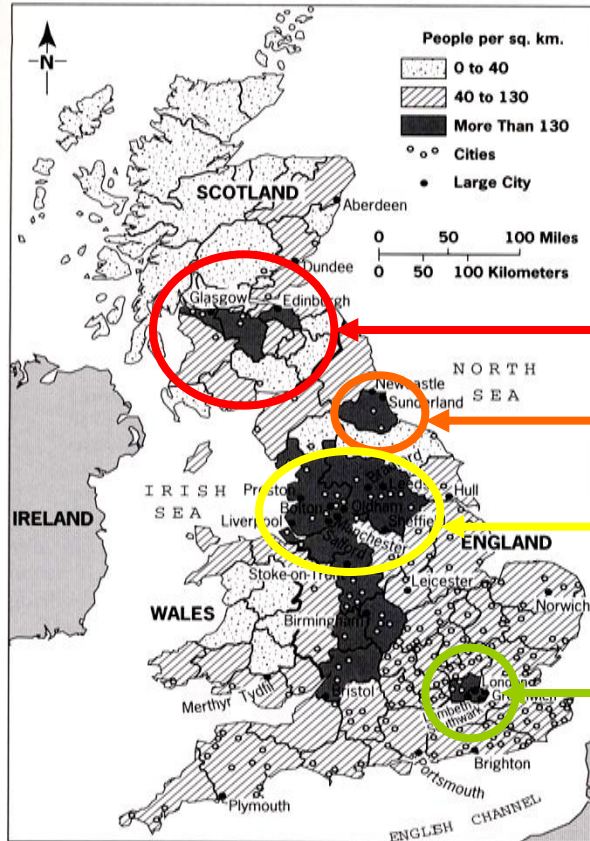 People per sq. km.
0 to 40
40 to 130
More Than 130
Cities
Large City
N
SCOTLAND
Aberdeen
0 50 100 Miles
0 50 100 Kilometers
Dundee
Glasgow
Edinburgh
NORTH
SEA
Newcastle
Sunderland
IRISH
SEA
Bradford
Leeds
Preston
Hull
Bolton
Oldham
IRELAND
Liverpool
Manchester
Sheffield
Salford
ENGLAND
Stoke-on-Trent
Leicester
WALES
Norwich
Birmingham
London
Greenwich
Merthyr Tydfil
Bristol
Lambeth
Southwark
Portsmouth
Brighton
Plymouth
ENGLISH CHANNEL